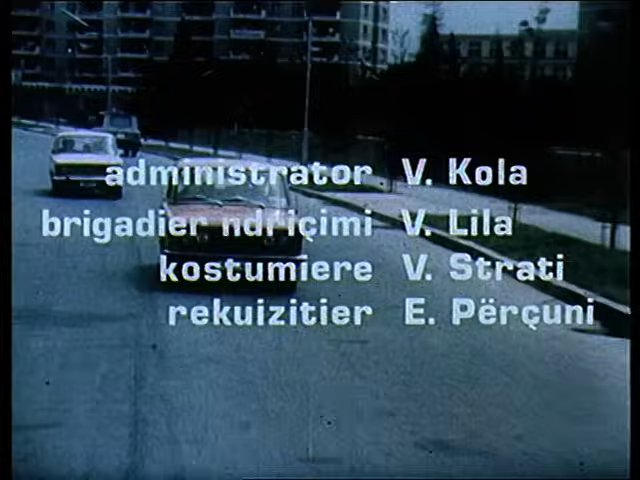 administrator V. Kola
brigadier ndriçimi V. Lila
kostumiere V. Strati
rekuizitier E. Përçuni